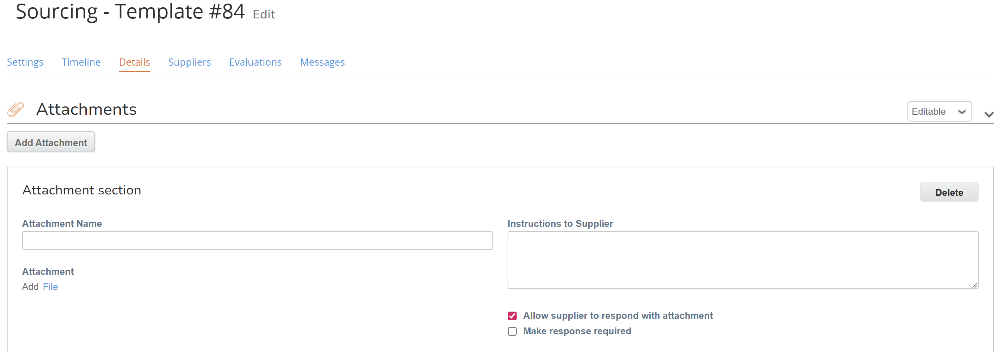 Sourcing - Template #84 Edit
Settings Timeline Details Suppliers Evaluations Messages
Attachments
Editable
Add Attachment
Attachment section
Delete
Attachment Name
Instructions to Supplier
Attachment
Add File
Allow supplier to respond with attachment
Make response required